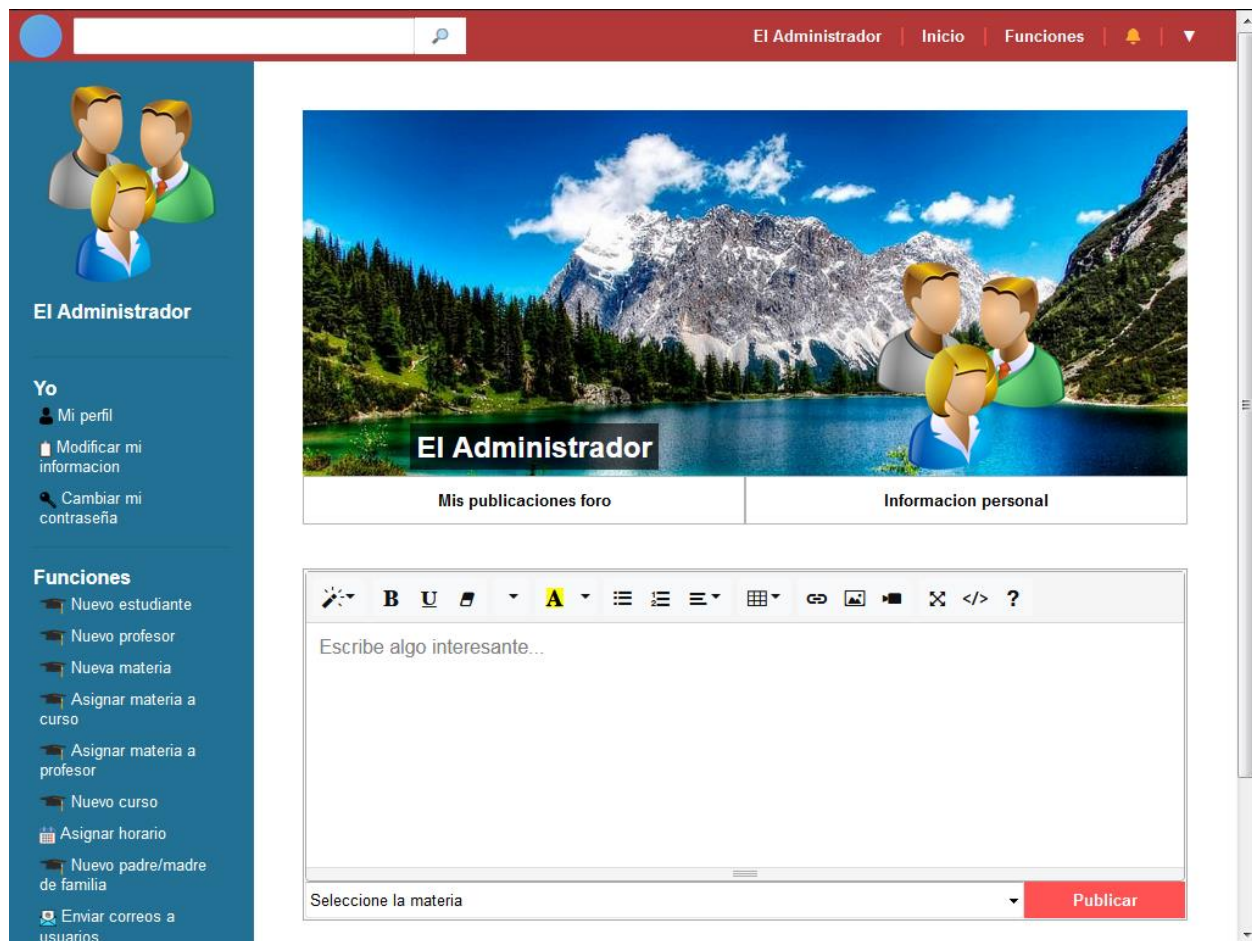 El Administrador | Inicio | Funciones | ▼
El Administrador
Yo
Mi perfil
Modificar mi
informacion
Cambiar mi
contraseña
Funciones
Nuevo estudiante
Nuevo profesor
Nueva materia
Asignar materia a
curso
Asignar materia a
profesor
Nuevo curso
Asignar horario
Nuevo padre/madre
de familia
Enviar correos a
usuarios
El Administrador
Mis publicaciones foro
Informacion personal
B U A </> ?
Escribe algo interesante...
Seleccione la materia
Publicar